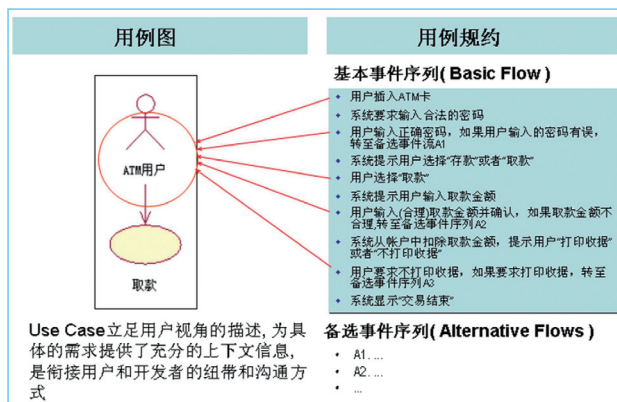 用例图
用例规约
ATM用户
取款
Use Case立足用户视角的描述, 为
具体的需求提供了充分的上下文信息,
是衔接用户和开发者的纽带和沟通方
式
基本事件序列( Basic Flow )
用户插入ATM卡
系统要求输入合法的密码
用户输入正确密码，如果用户输入的密码有误，
转至备选事件流A1
系统提示用户选择“存款”或者“取款”
用户选择“取款”
系统提示用户输入取款金额
用户输入(合理)取款金额并确认，如果取款金额不
合理,转至备选事件序列A2
系统从帐户中扣除取款金额，提示用户“打印收据”
或者“不打印收据”
用户要求不打印收据，如果要求打印收据，转至
备选事件序列A3
系统显示“交易结束”
备选事件序列( Alternative Flows )
• A1. ...
• A2. ...
• ...